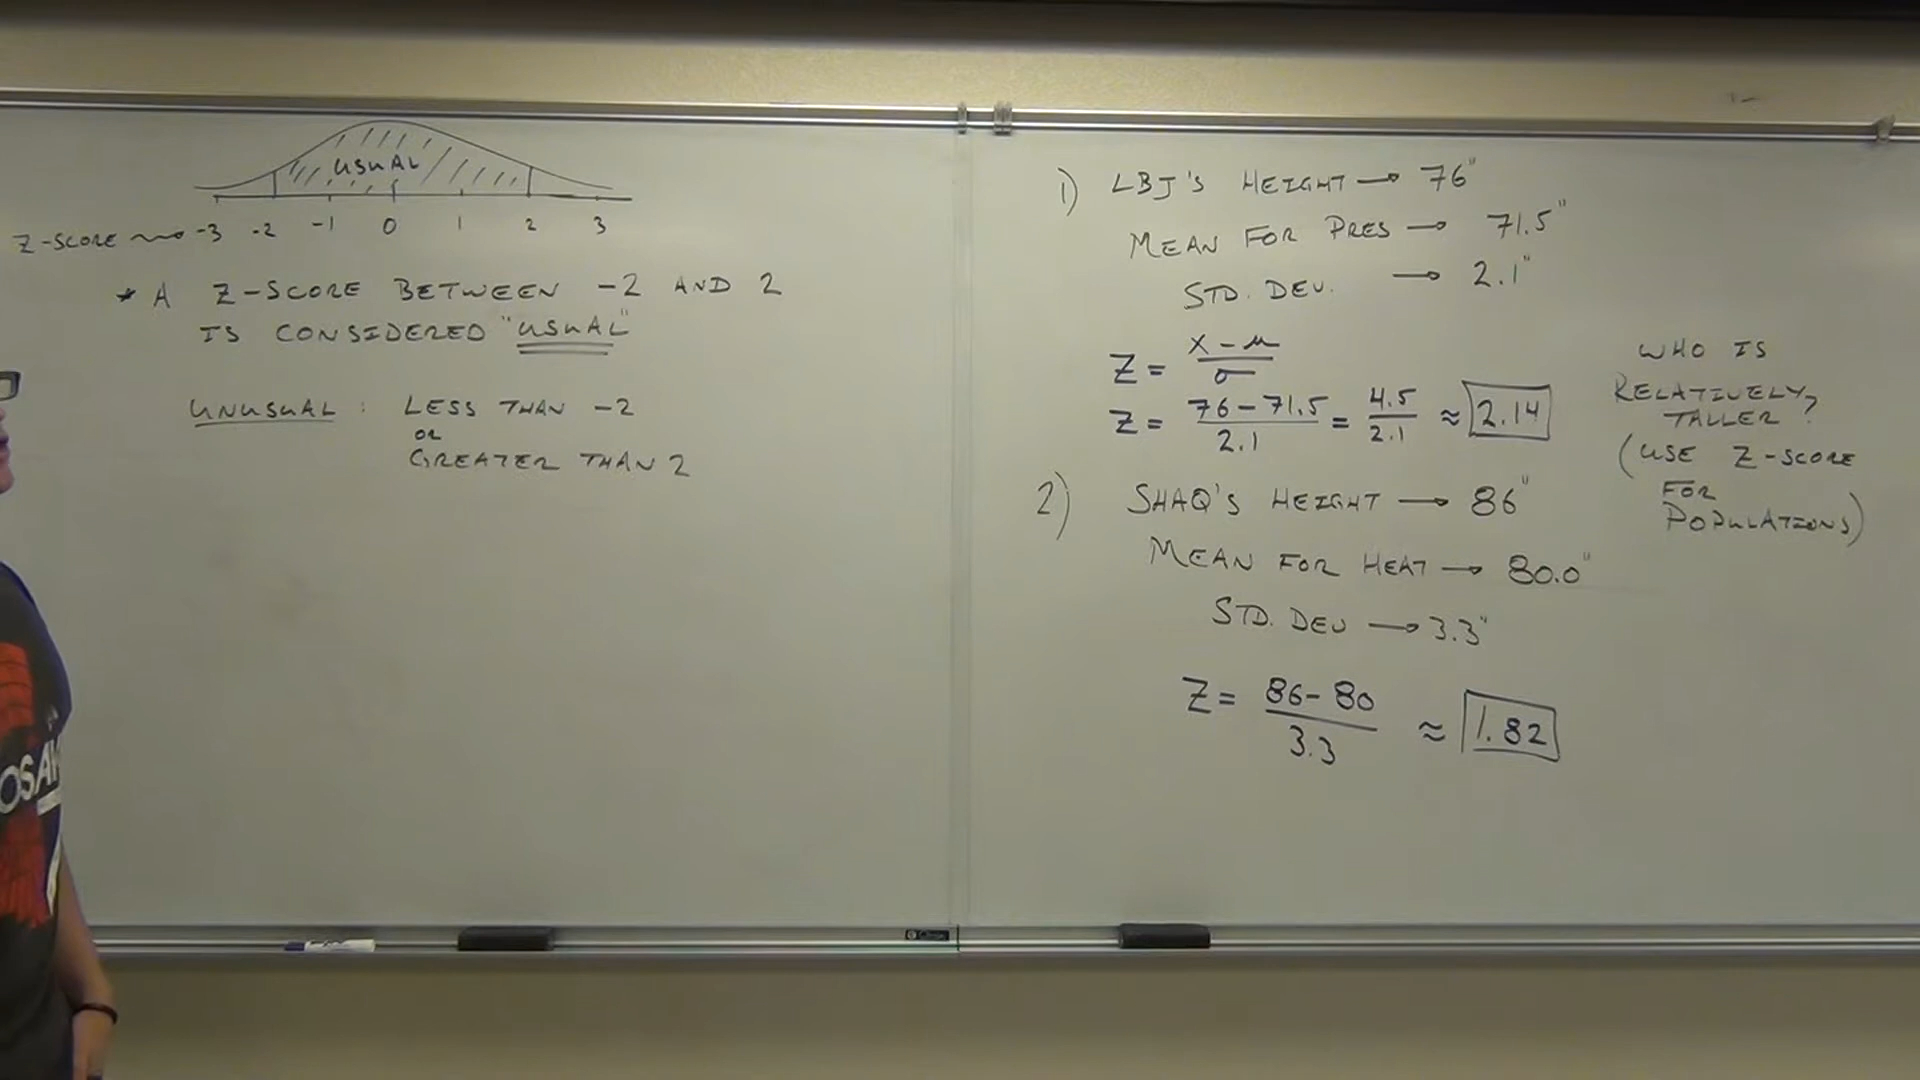 USUAL
Z-SCORE → -3 -2 -1 0 1 2 3
* A Z-SCORE BETWEEN -2 AND 2
IS CONSIDERED "USUAL"
UNUSUAL: LESS THAN -2
OR
GREATER THAN 2
1) LBJ'S HEIGHT → 76"
MEAN FOR PRES → 71.5"
STD. DEV. → 2.1"
Z = (X - μ) / σ
Z = (76 - 71.5) / 2.1 = 4.5 / 2.1 ≈ 2.14
2) SHAQ'S HEIGHT → 86"
MEAN FOR HEAT → 80.0"
STD. DEV → 3.3"
Z = (86 - 80) / 3.3 ≈ 1.82
WHO IS
RELATIVELY
TALLER?
(USE Z-SCORE
FOR
POPULATIONS)